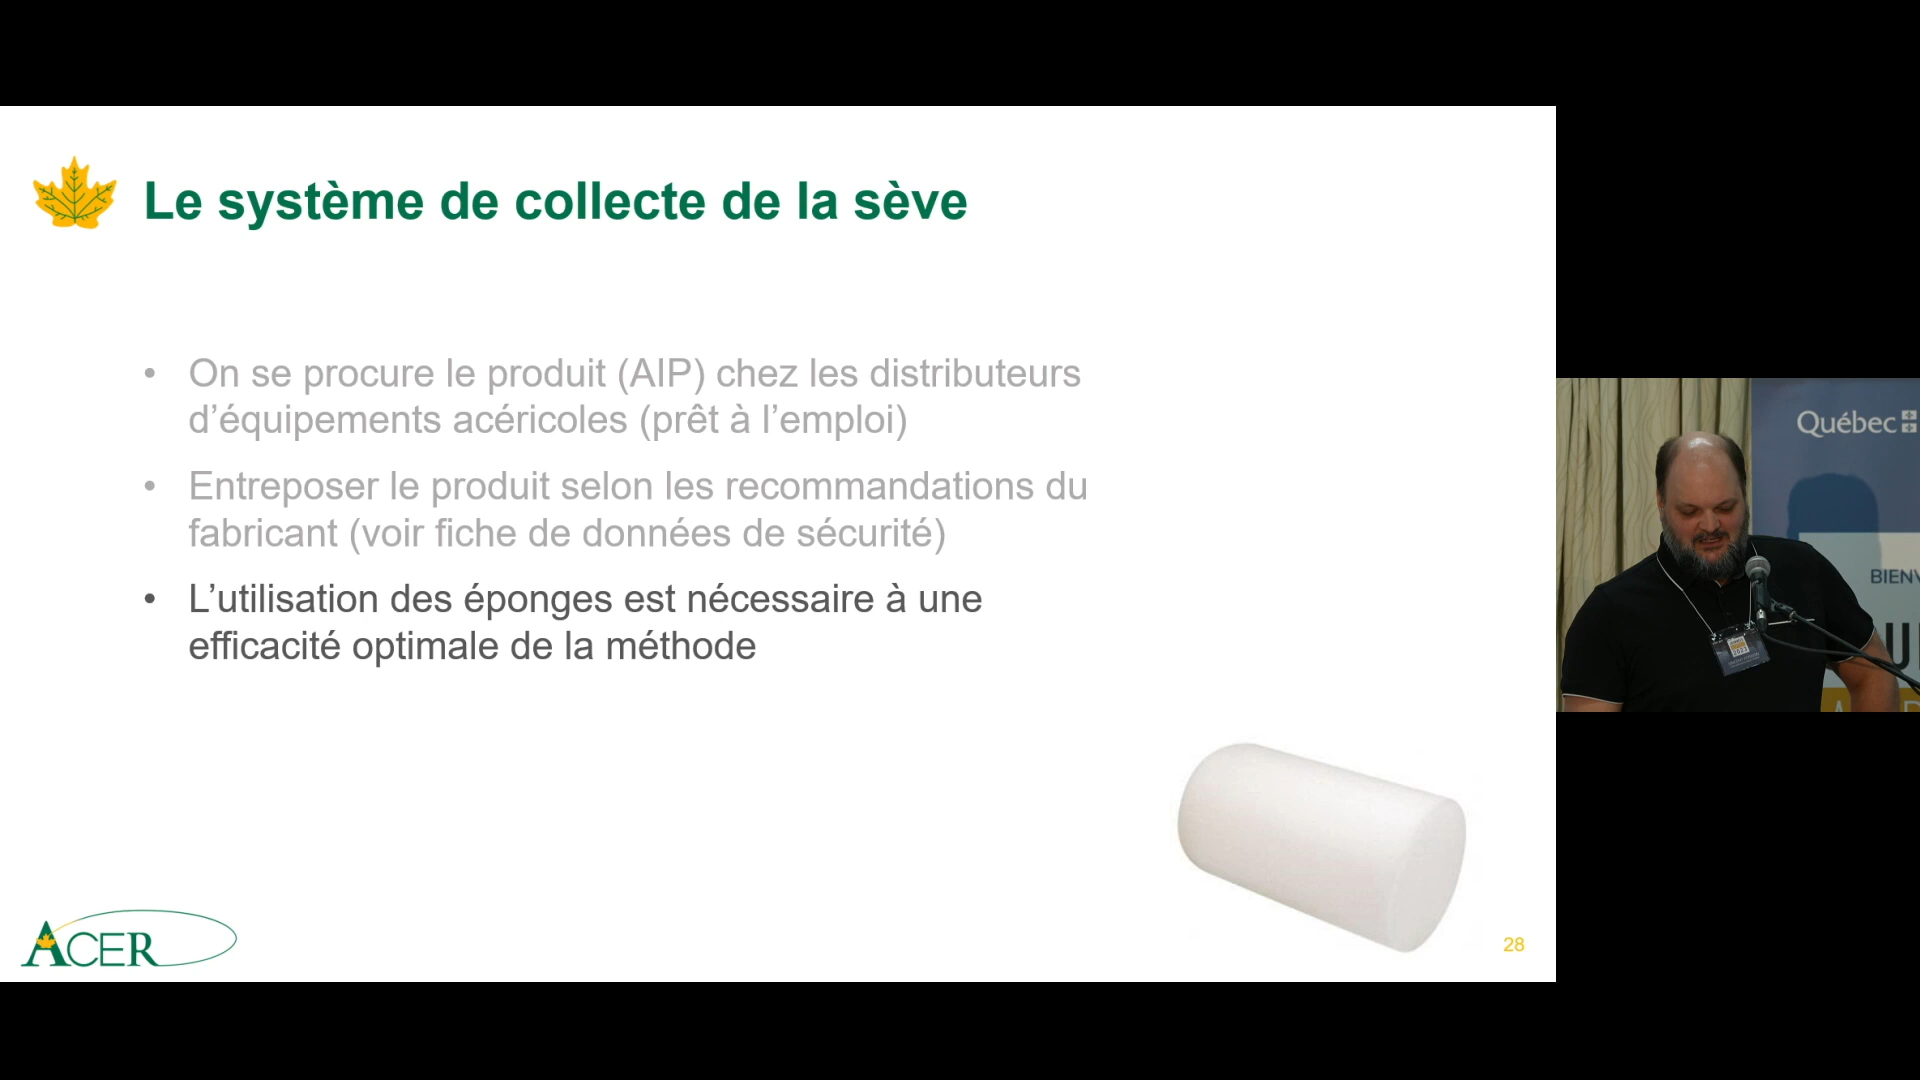 Le système de collecte de la sève
• On se procure le produit (AIP) chez les distributeurs
d’équipements acéricoles (prêt à l’emploi)
• Entreposer le produit selon les recommandations du
fabricant (voir fiche de données de sécurité)
• L’utilisation des éponges est nécessaire à une
efficacité optimale de la méthode
ACER
28
Québec
BIENV